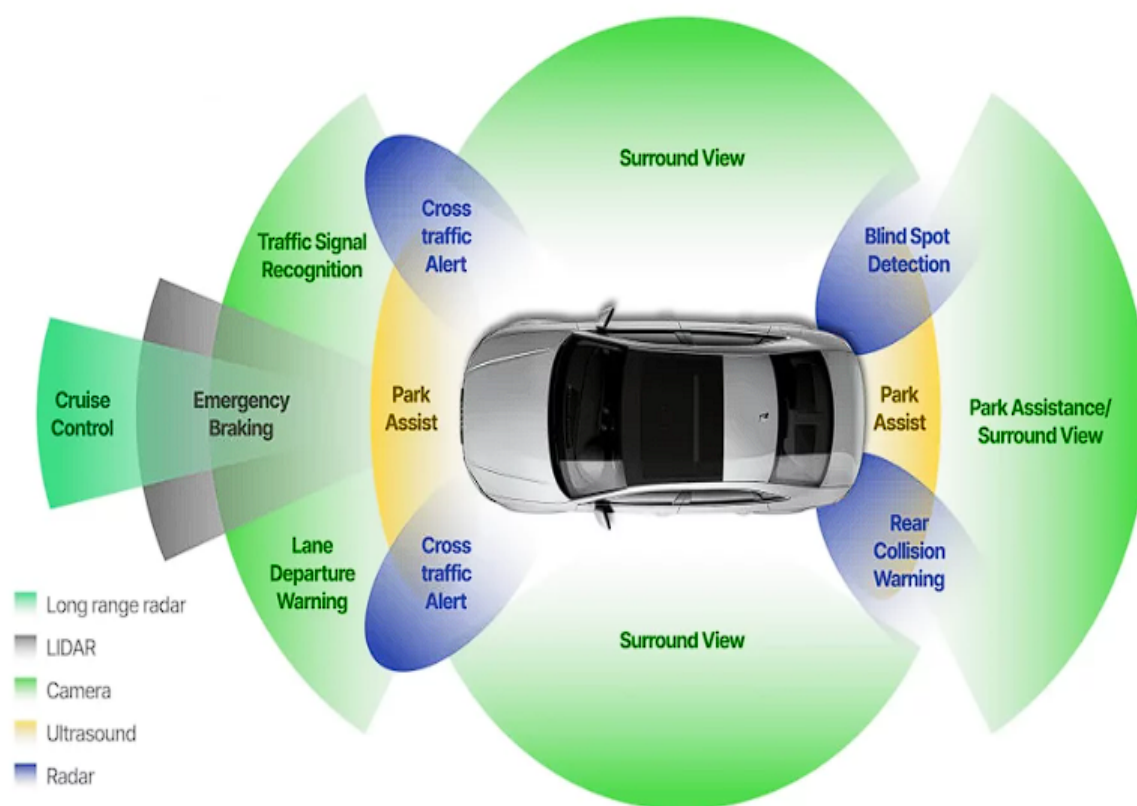 Surround View
Cross
traffic
Alert
Blind Spot
Detection
Traffic Signal
Recognition
Cruise
Control
Emergency
Braking
Park
Assist
Park
Assist
Park Assistance/
Surround View
Lane
Departure
Warning
Cross
traffic
Alert
Rear
Collision
Warning
Surround View
Long range radar
LIDAR
Camera
Ultrasound
Radar